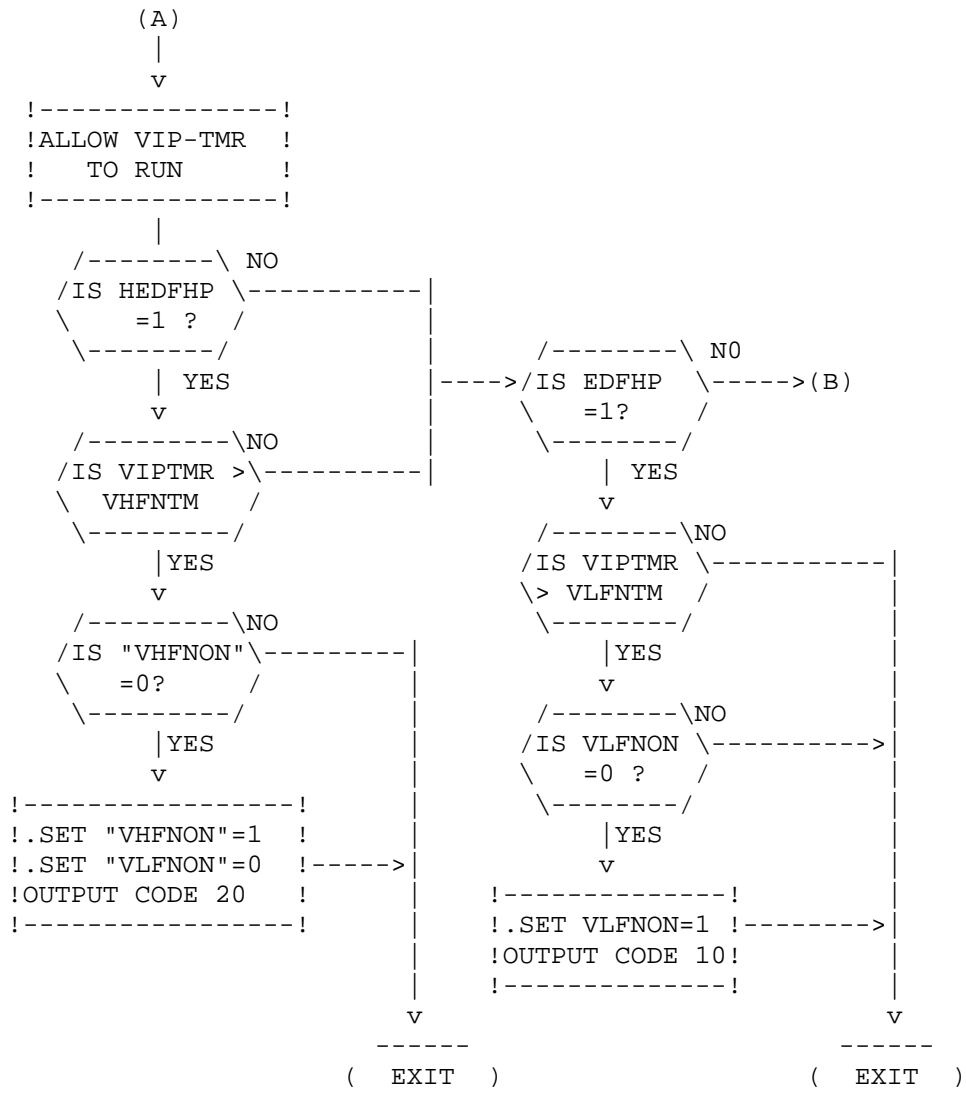 (A)
ALLOW VIP-TMR
TO RUN
NO
IS HEDFHP
=1 ?
YES
NO
IS VIPTMR >
VHFNTM
YES
NO
IS "VHFNON"
=0?
YES
.SET "VHFNON"=1
.SET "VLFNON"=0
OUTPUT CODE 20
EXIT
N0
IS EDFHP
=1?
(B)
YES
NO
IS VIPTMR
> VLFNTM
YES
NO
IS VLFNON
=0 ?
YES
.SET VLFNON=1
OUTPUT CODE 10
EXIT